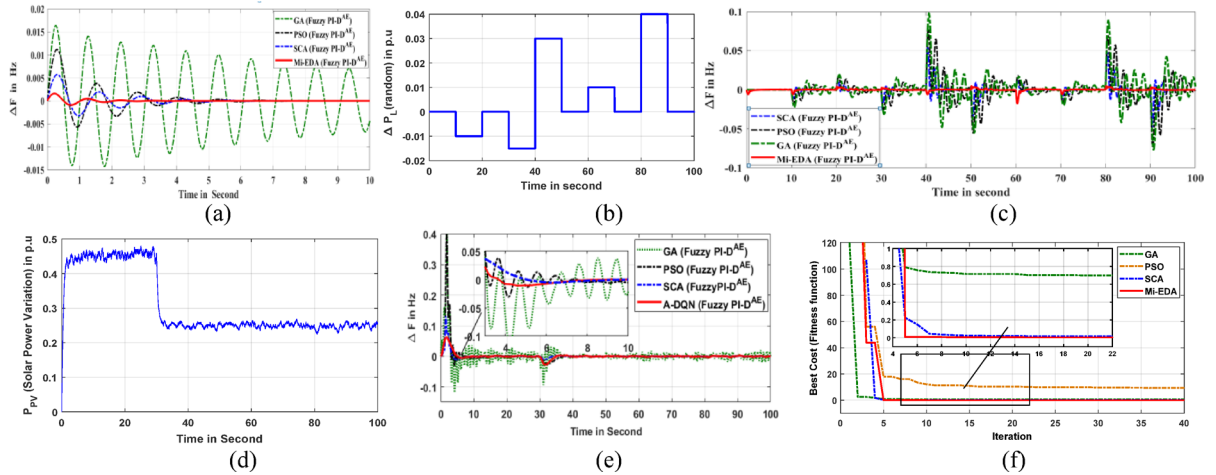 0.02
0.015
0.01
0.005
0
-0.005
-0.01
-0.015
ΔF in Hz
GA (Fuzzy PI-D^AE)
PSO (Fuzzy PI-D^AE)
SCA (Fuzzy PI-D^AE)
Mi-EDA (Fuzzy PI-D^AE)
0 1 2 3 4 5 6 7 8 9 10
Time in Second
(a)
0.04
0.03
0.02
0.01
0
-0.01
0.02
Δ P_L(random) in p.u
0 20 40 60 80 100
Time in second
(b)
0.1
0.05
0
-0.05
-0.1
ΔF in Hz
SCA (Fuzzy PI-D^AE)
PSO (Fuzzy PI-D^AE)
GA (Fuzzy PI-D^AE)
Mi-EDA (Fuzzy PI-D^AE)
0 10 20 30 40 50 60 70 80 90 100
Time in second
(c)
0.5
0.4
0.3
0.2
0.1
0
P_PV (Solar Power Variation) in p.u
0 20 40 60 80 100
Time in Second
(d)
0.4
0.3
0.2
0.1
0
-0.1
Δ F in Hz
0.05
0
-0.05
-0.1
4 6 8 10
GA (Fuzzy PI-D^AE)
PSO (Fuzzy PI-D^AE)
SCA (FuzzyPI-D^AE)
A-DQN (Fuzzy PI-D^AE)
0 10 20 30 40 50 60 70 80 90 100
Time in Second
(e)
120
100
80
60
40
20
0
Best Cost (Fitness function)
1
0.8
0.6
0.4
0.2
0
4 6 8 10 12 14 16 18 20 22
GA
PSO
SCA
Mi-EDA
0 5 10 15 20 25 30 35 40
Iteration
(f)